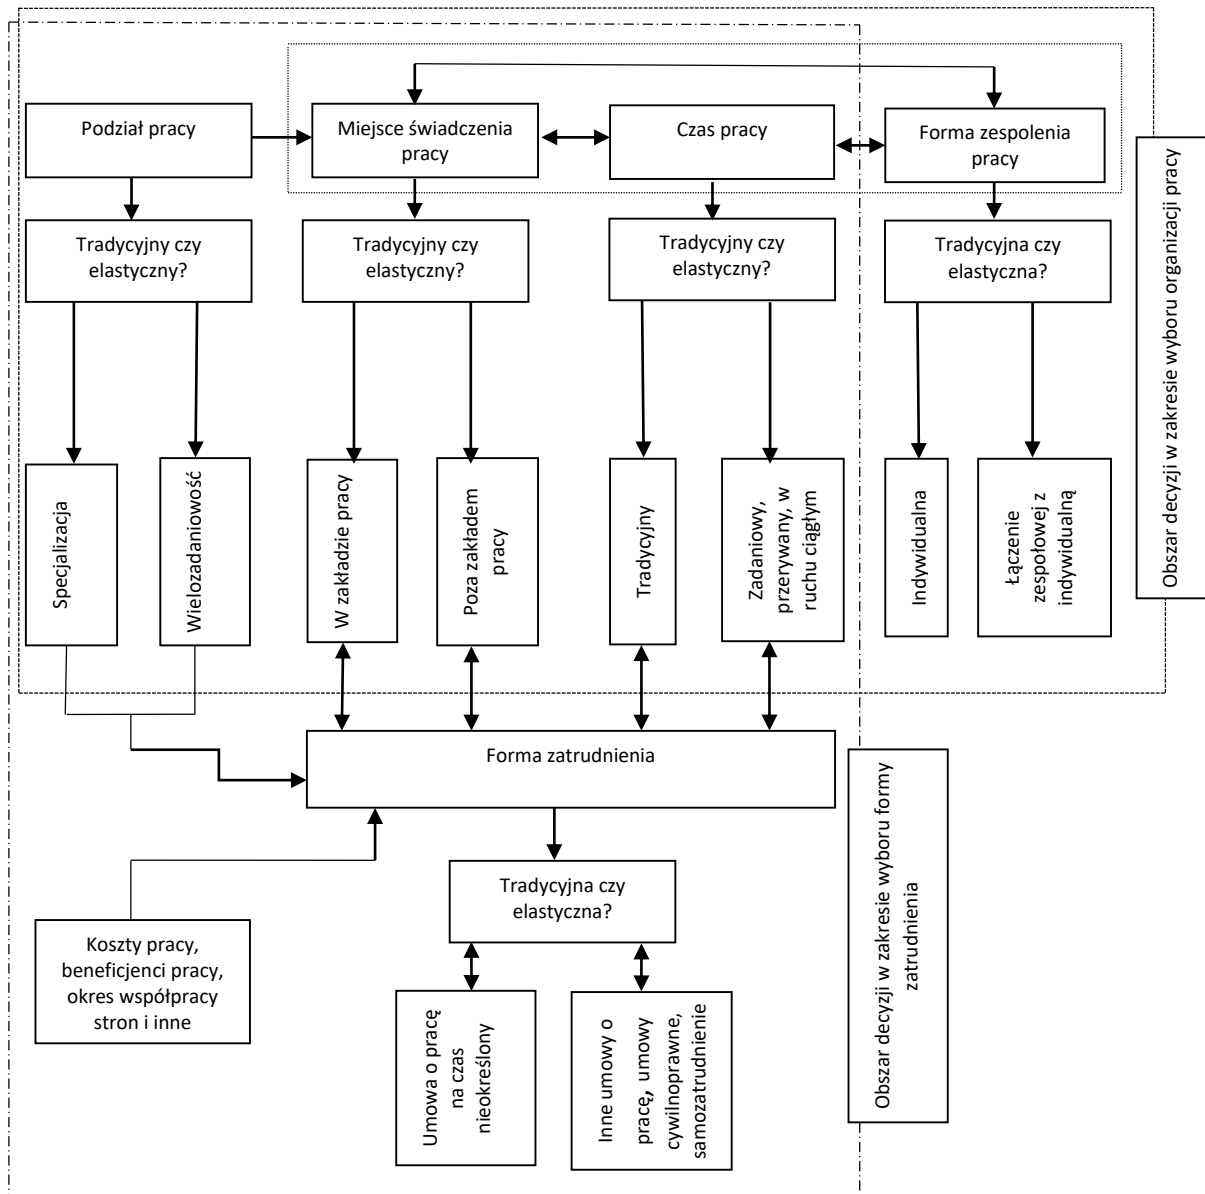 Podział pracy
Miejsce świadczenia
pracy
Czas pracy
Forma zespolenia
pracy
Tradycyjny czy
elastyczny?
Tradycyjny czy
elastyczny?
Tradycyjny czy
elastyczny?
Tradycyjna czy
elastyczna?
Obszar decyzji w zakresie wyboru organizacji pracy
Specjalizacja
Wielozadaniowość
W zakładzie pracy
Poza zakładem
pracy
Tradycyjny
Zadaniowy,
przerywany, w
ruchu ciągłym
Indywidualna
Łączenie
zespołowej z
indywidualną
Forma zatrudnienia
Obszar decyzji w zakresie wyboru formy
zatrudnienia
Tradycyjna czy
elastyczna?
Koszty pracy,
beneficjenci pracy,
okres współpracy
stron i inne
Umowa o pracę
na czas
nieokreślony
Inne umowy o
pracę, umowy
cywilnoprawne,
samozatrudnienie